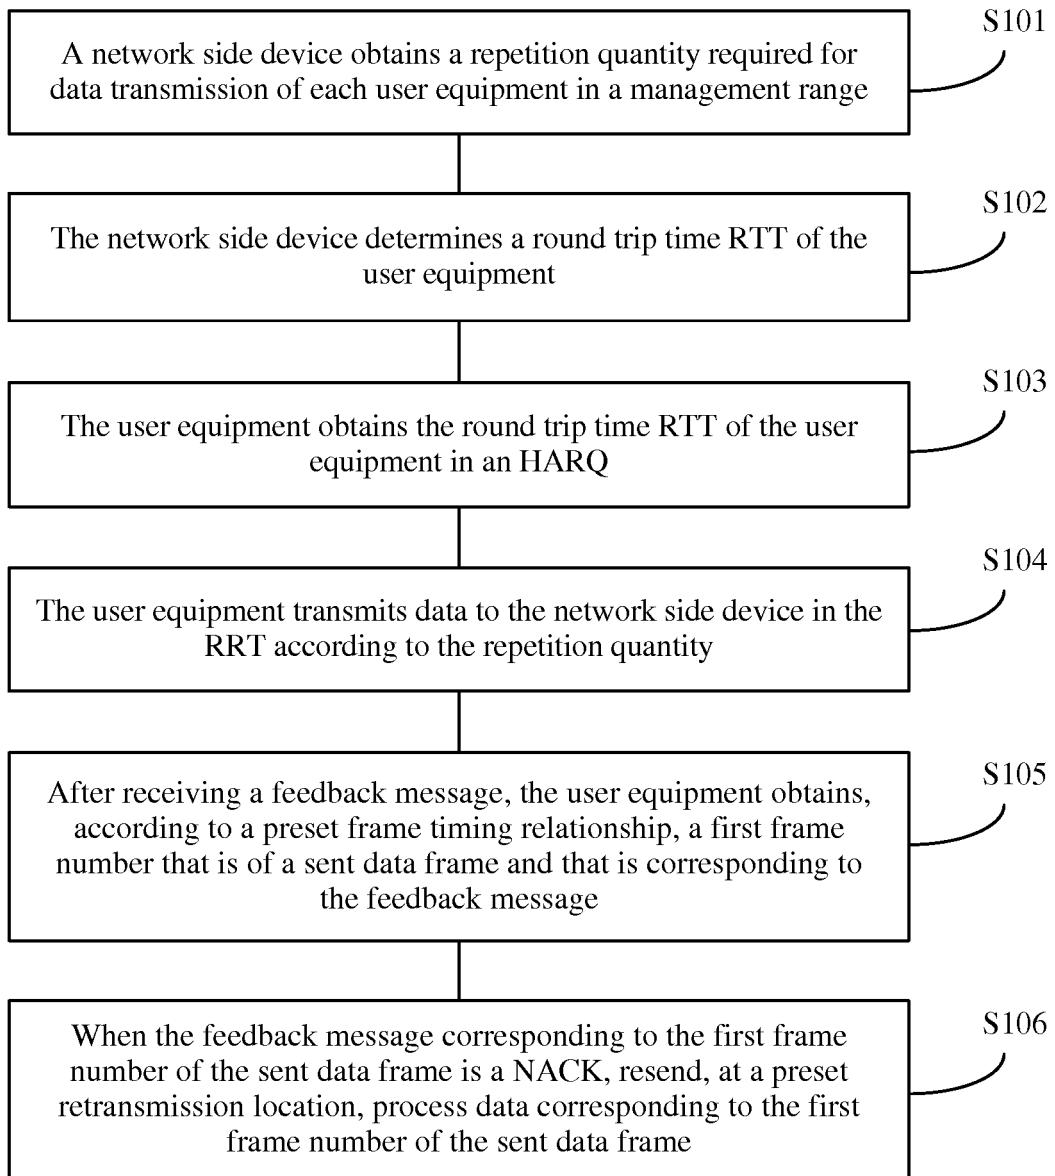 S101
A network side device obtains a repetition quantity required for
data transmission of each user equipment in a management range
S102
The network side device determines a round trip time RTT of the
user equipment
S103
The user equipment obtains the round trip time RTT of the user
equipment in an HARQ
S104
The user equipment transmits data to the network side device in the
RRT according to the repetition quantity
S105
After receiving a feedback message, the user equipment obtains,
according to a preset frame timing relationship, a first frame
number that is of a sent data frame and that is corresponding to
the feedback message
S106
When the feedback message corresponding to the first frame
number of the sent data frame is a NACK, resend, at a preset
retransmission location, process data corresponding to the first
frame number of the sent data frame